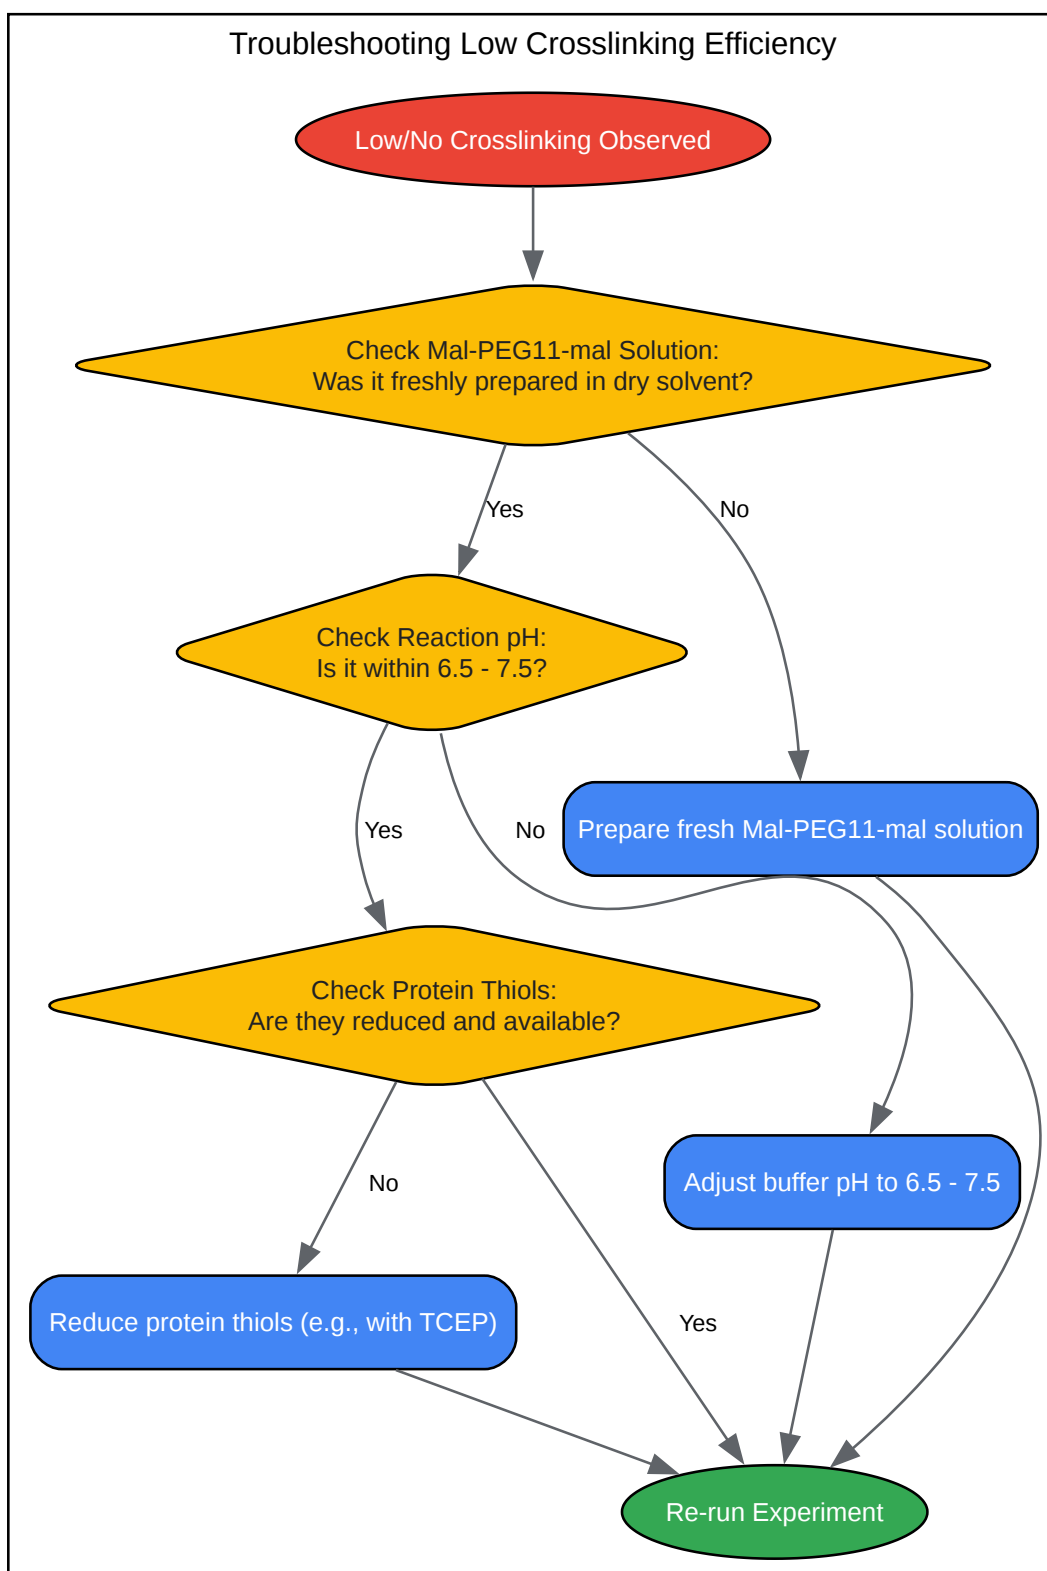 Troubleshooting Low Crosslinking Efficiency
Low/No Crosslinking Observed
Check Mal-PEG11-mal Solution:
Was it freshly prepared in dry solvent?
Yes
No
Check Reaction pH:
Is it within 6.5 - 7.5?
Yes
No
Prepare fresh Mal-PEG11-mal solution
Check Protein Thiols:
Are they reduced and available?
No
Adjust buffer pH to 6.5 - 7.5
Reduce protein thiols (e.g., with TCEP)
Yes
Re-run Experiment